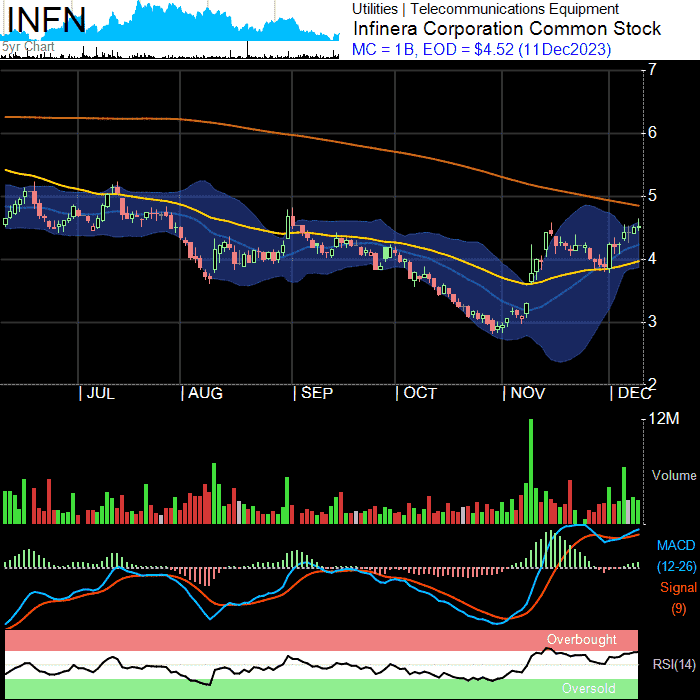 INFN
5yr Chart
Utilities | Telecommunications Equipment
Infinera Corporation Common Stock
MC = 1B, EOD = $4.52 (11Dec2023)
7
6
5
4
3
2
JUL
AUG
SEP
OCT
NOV
DEC
12M
Volume
MACD
(12-26)
Signal
(9)
Overbought
RSI(14)
Oversold